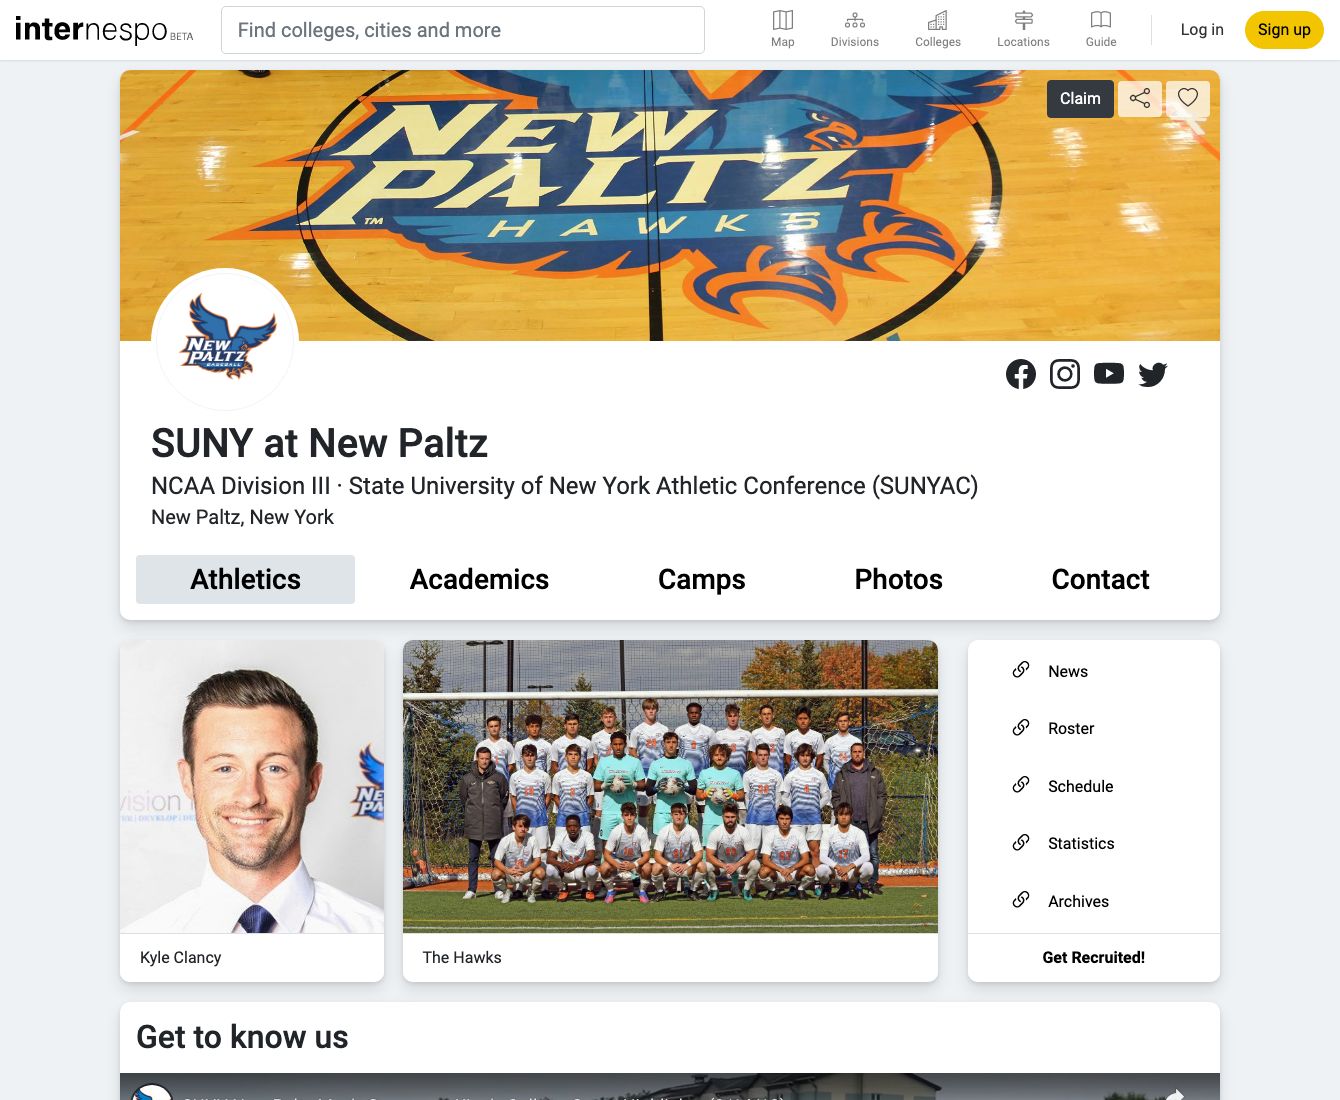 internespo BETA
Find colleges, cities and more
Map
Divisions
Colleges
Locations
Guide
Log in
Sign up
Claim
NEW
PALTZ
TM
HAWKS
NEW
PALTZ
BASEBALL
SUNY at New Paltz
NCAA Division III · State University of New York Athletic Conference (SUNYAC)
New Paltz, New York
Athletics
Academics
Camps
Photos
Contact
News
Roster
Schedule
Statistics
Archives
Kyle Clancy
The Hawks
Get Recruited!
Get to know us